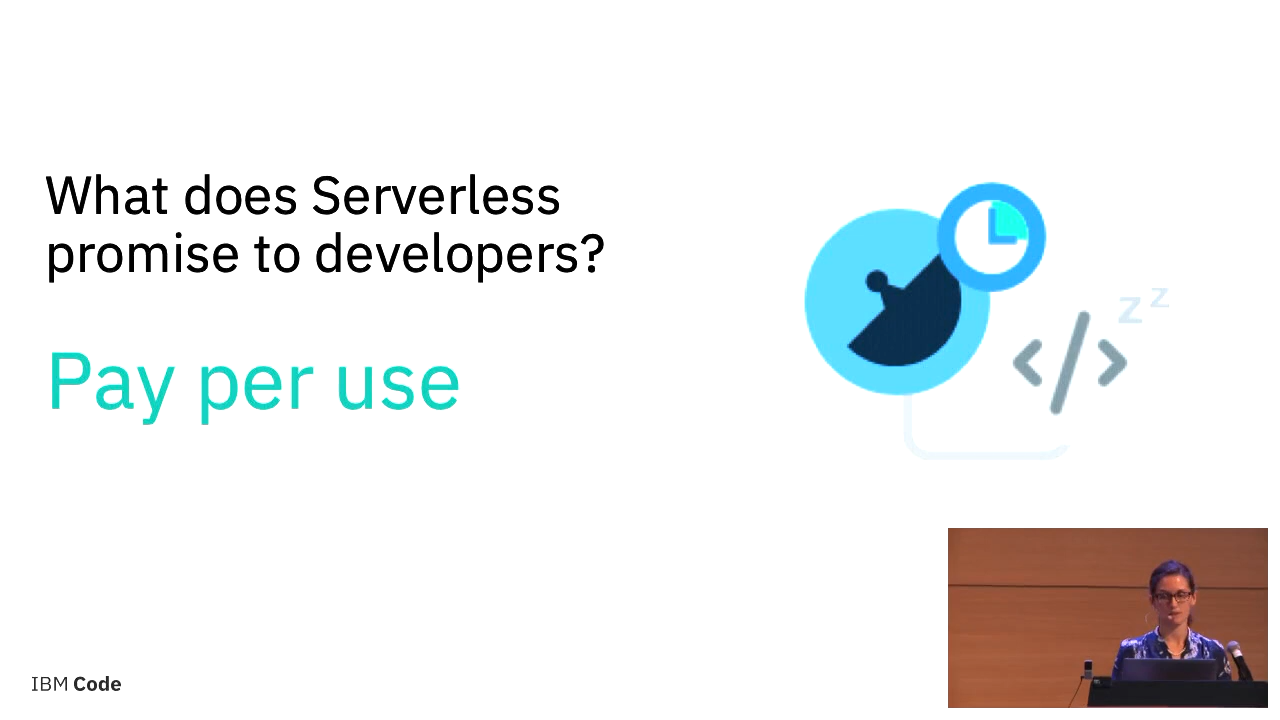 What does Serverless
promise to developers?
Pay per use
</>
z z
IBM Code